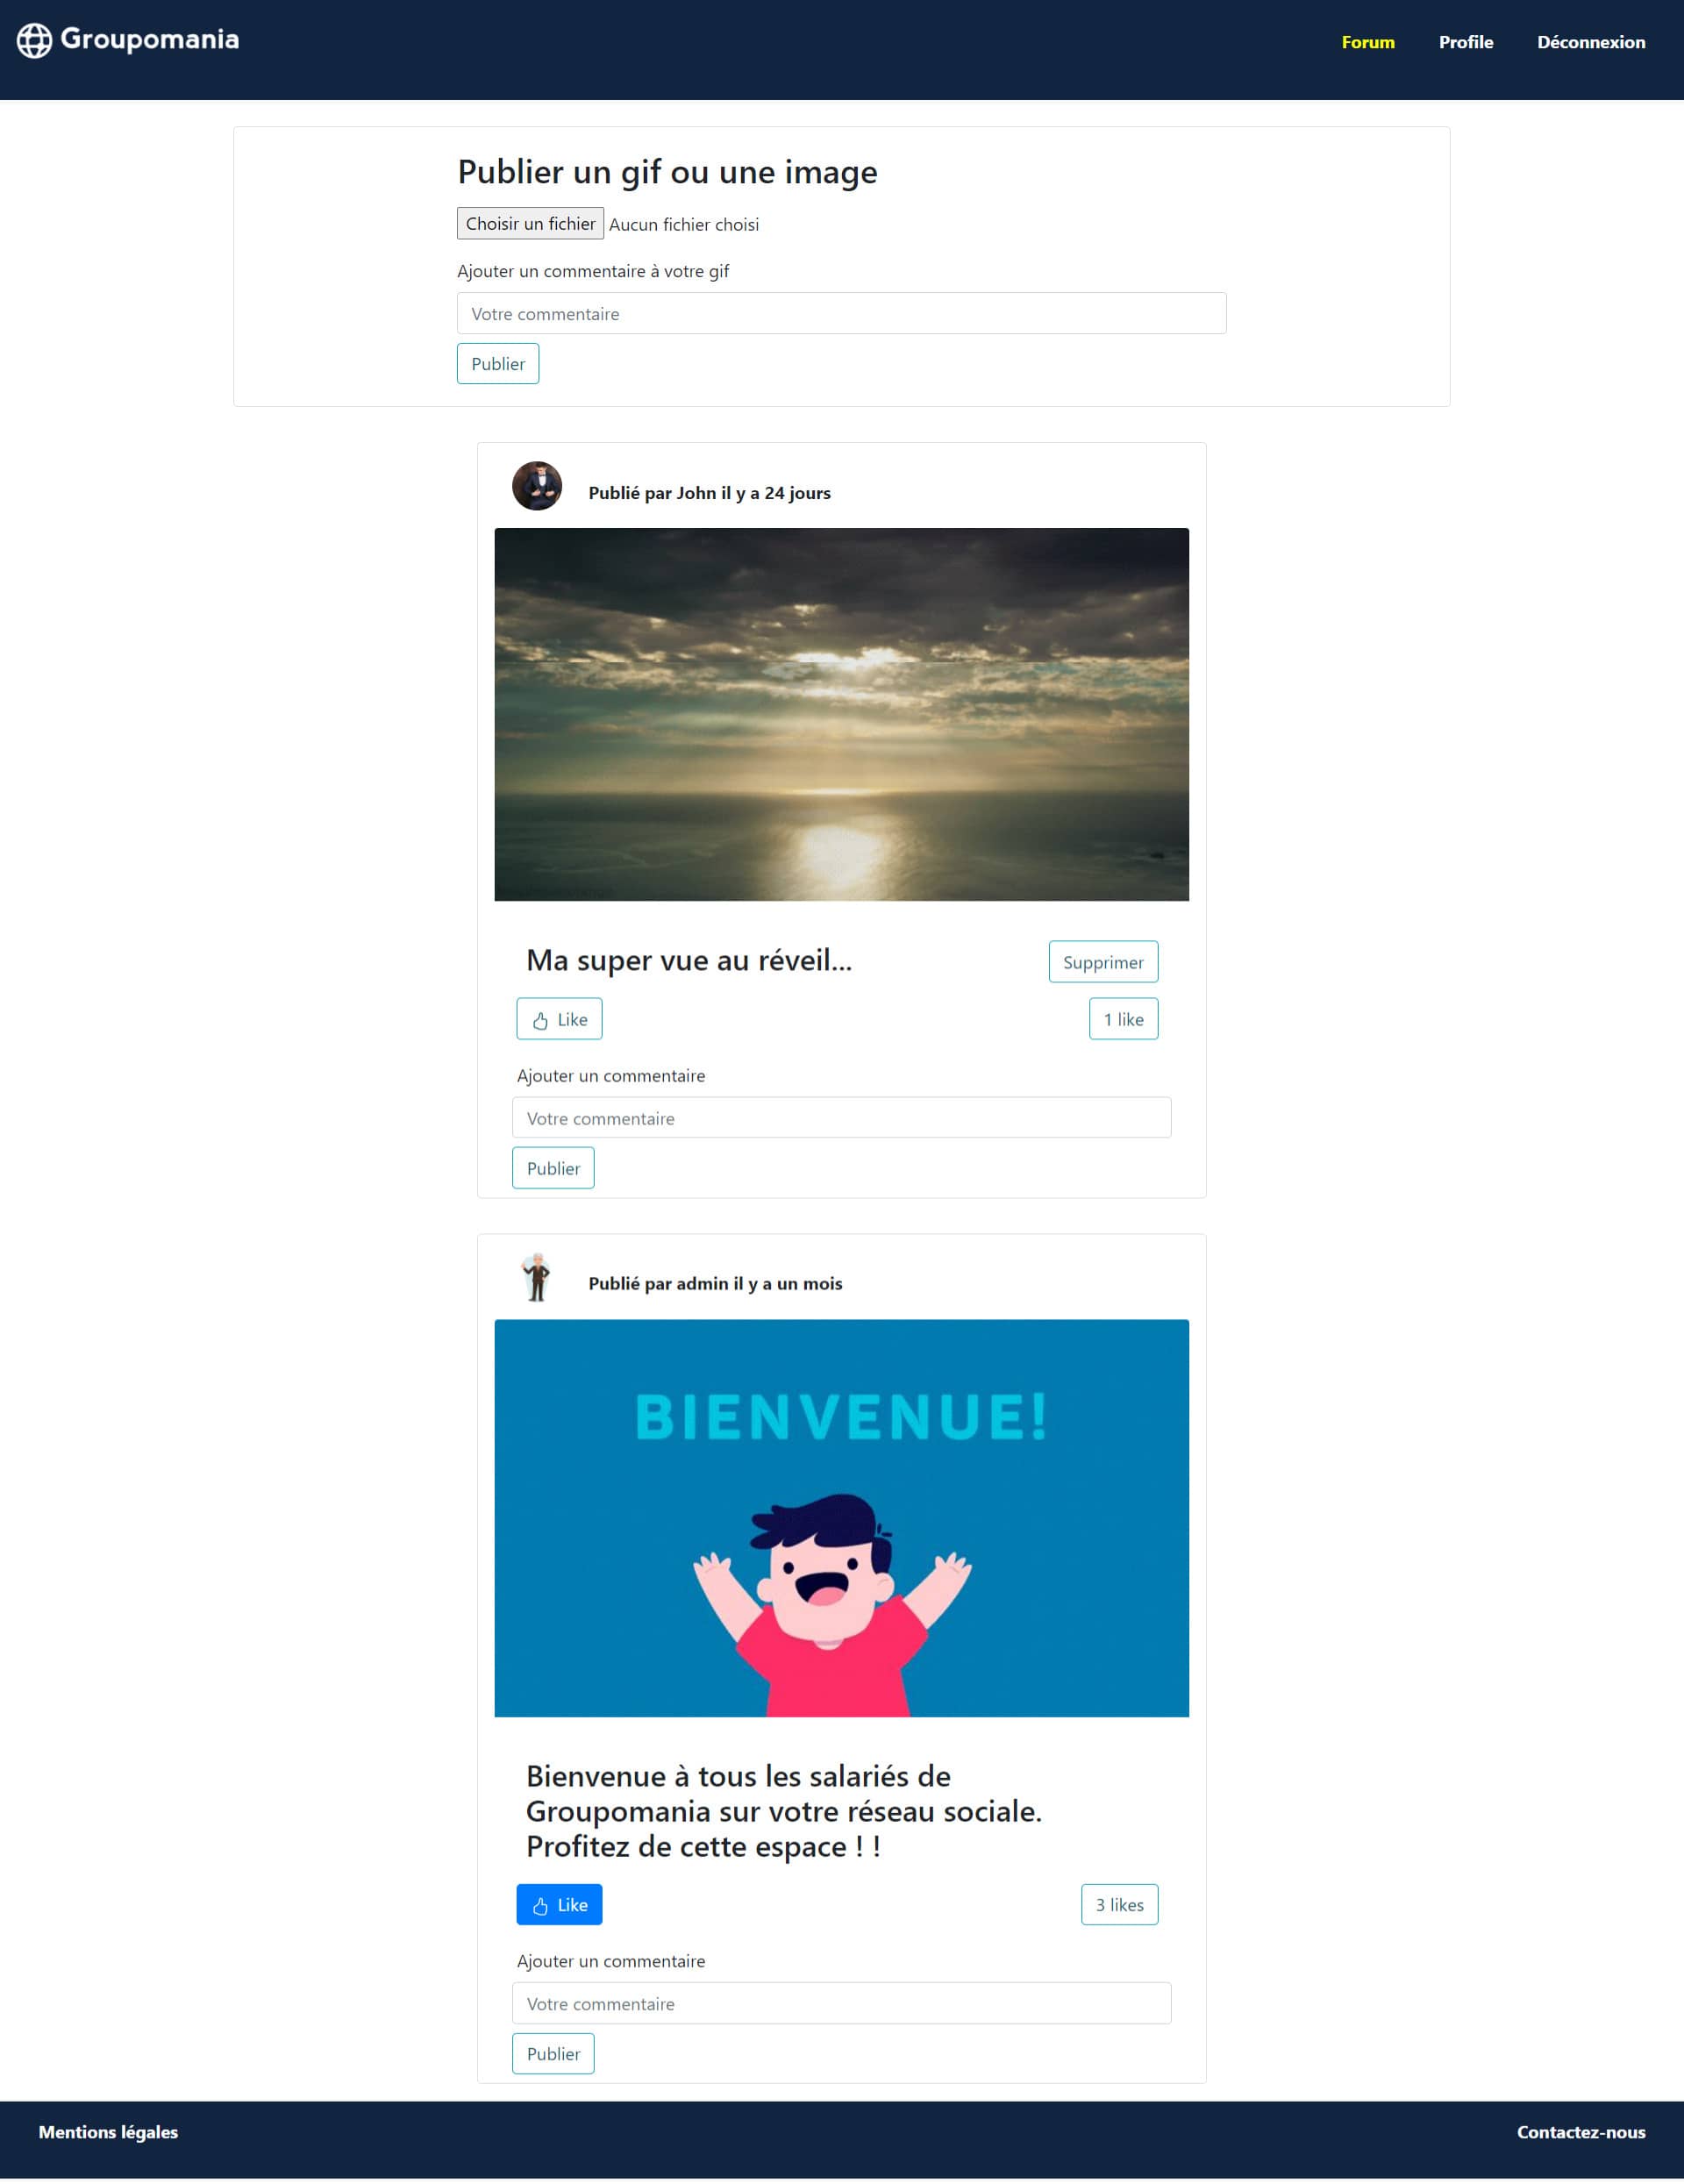 Groupomania
Forum Profile Déconnexion
Publier un gif ou une image
Choisir un fichier Aucun fichier choisi
Ajouter un commentaire à votre gif
Votre commentaire
Publier
Publié par John il y a 24 jours
Ma super vue au réveil...
Supprimer
Like
1 like
Ajouter un commentaire
Votre commentaire
Publier
Publié par admin il y a un mois
BIENVENUE!
Bienvenue à tous les salariés de
Groupomania sur votre réseau sociale.
Profitez de cette espace ! !
Like
3 likes
Ajouter un commentaire
Votre commentaire
Publier
Mentions légales
Contactez-nous